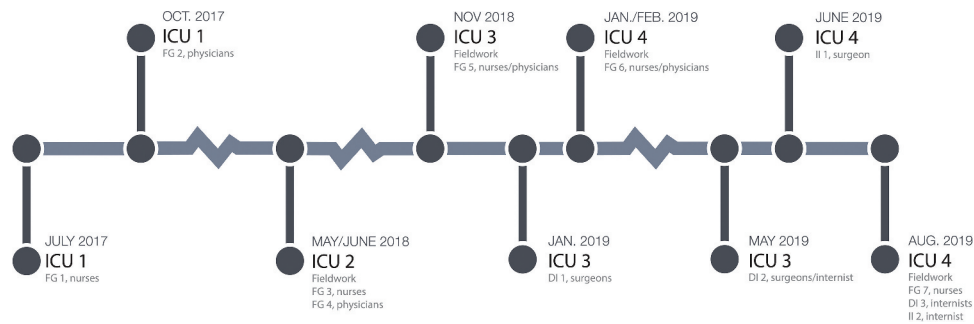 OCT. 2017
ICU 1
FG 2, physicians
NOV 2018
ICU 3
Fieldwork
FG 5, nurses/physicians
JAN./FEB. 2019
ICU 4
Fieldwork
FG 6, nurses/physicians
JUNE 2019
ICU 4
II 1, surgeon
JULY 2017
ICU 1
FG 1, nurses
MAY/JUNE 2018
ICU 2
Fieldwork
FG 3, nurses
FG 4, physicians
JAN. 2019
ICU 3
DI 1, surgeons
MAY 2019
ICU 3
DI 2, surgeons/internist
AUG. 2019
ICU 4
Fieldwork
FG 7, nurses
DI 3, internists
II 2, internist